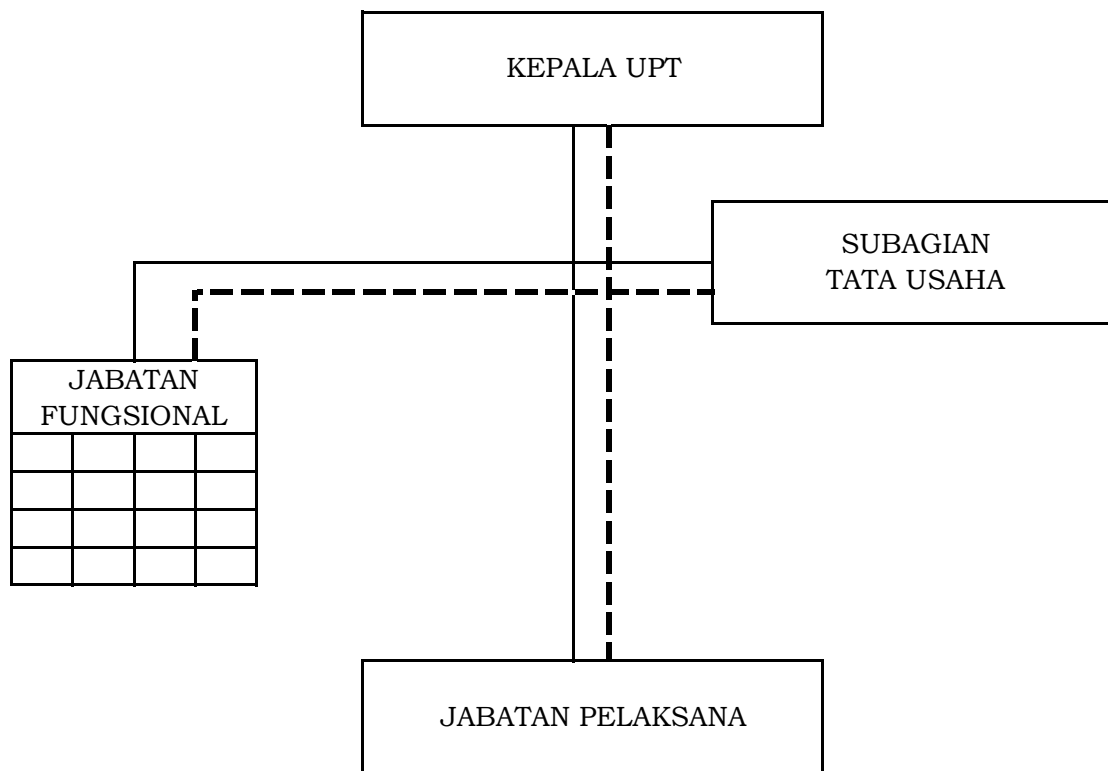 KEPALA UPT
SUBAGIAN
TATA USAHA
JABATAN
FUNGSIONAL
JABATAN PELAKSANA